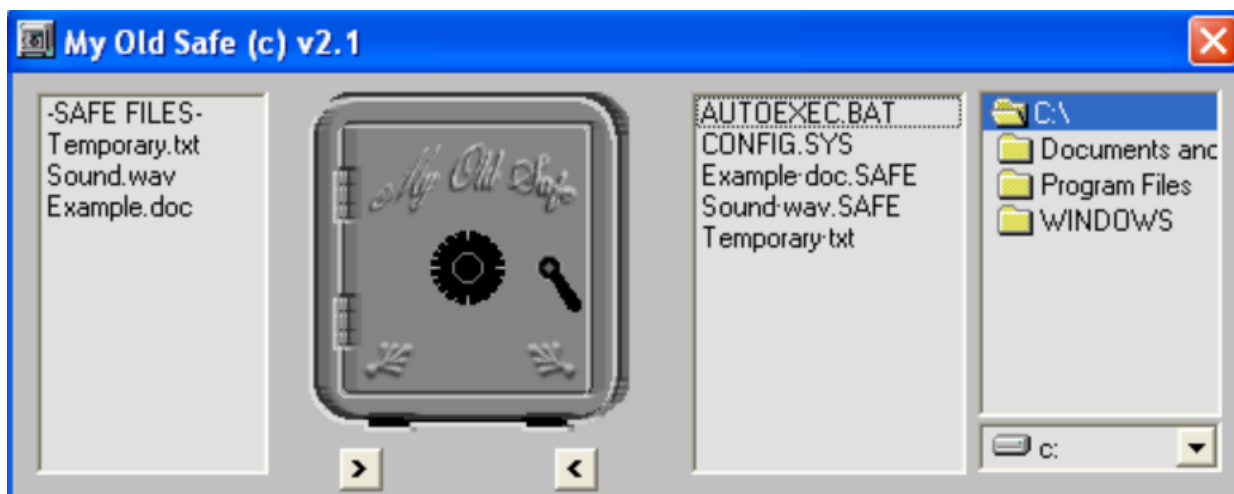 My Old Safe (c) v2.1
-SAFE FILES-
Temporary.txt
Sound.wav
Example.doc
My Old Safe
>
<
AUTOEXEC.BAT
CONFIG.SYS
Example·doc.SAFE
Sound·wav.SAFE
Temporary·txt
C:\
Documents and
Program Files
WINDOWS
c: